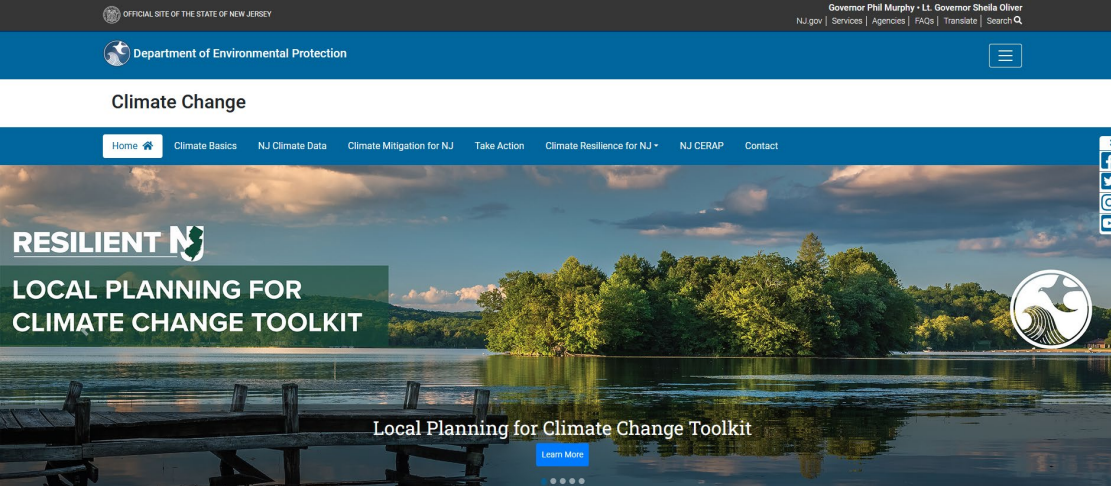 OFFICIAL SITE OF THE STATE OF NEW JERSEY
Governor Phil Murphy • Lt. Governor Sheila Oliver
NJ.gov | Services | Agencies | FAQs | Translate | Search
Department of Environmental Protection
Climate Change
Home Climate Basics NJ Climate Data Climate Mitigation for NJ Take Action Climate Resilience for NJ NJ CERAP Contact
RESILIENT NJ
LOCAL PLANNING FOR
CLIMATE CHANGE TOOLKIT
Local Planning for Climate Change Toolkit
Learn More